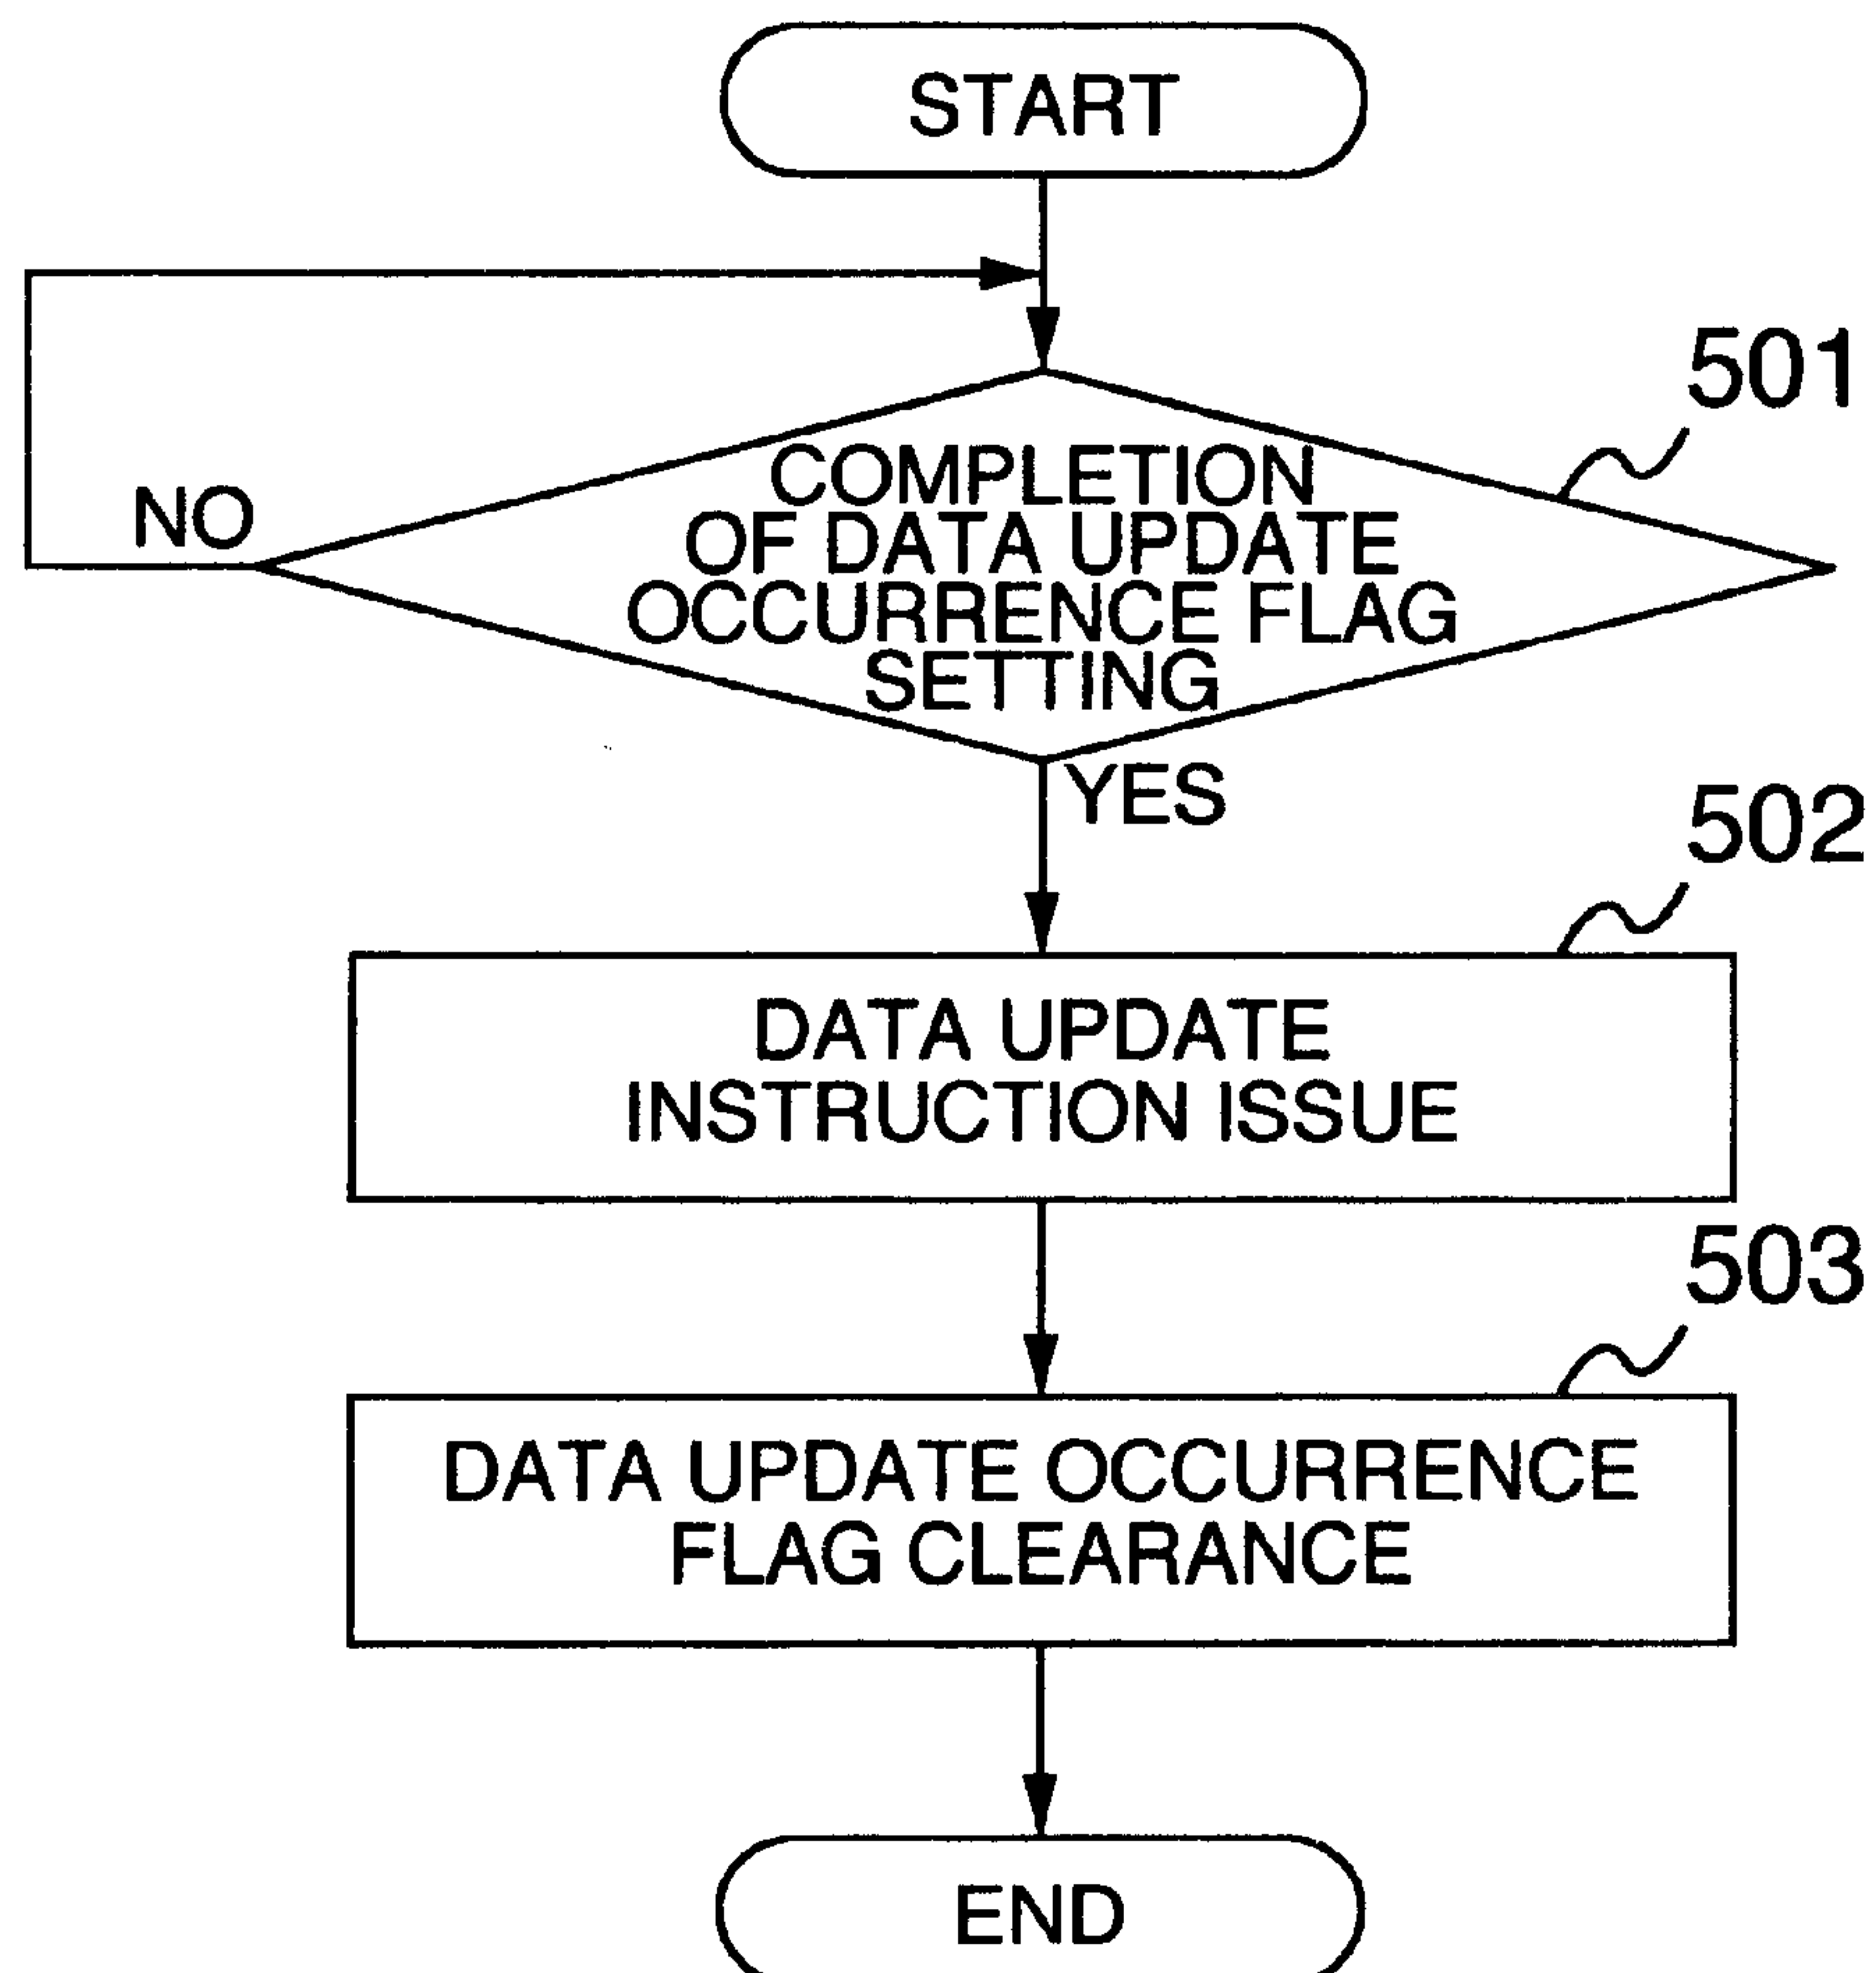 START
501
COMPLETION
OF DATA UPDATE
OCCURRENCE FLAG
SETTING
NO
YES
502
DATA UPDATE
INSTRUCTION ISSUE
503
DATA UPDATE OCCURRENCE
FLAG CLEARANCE
END